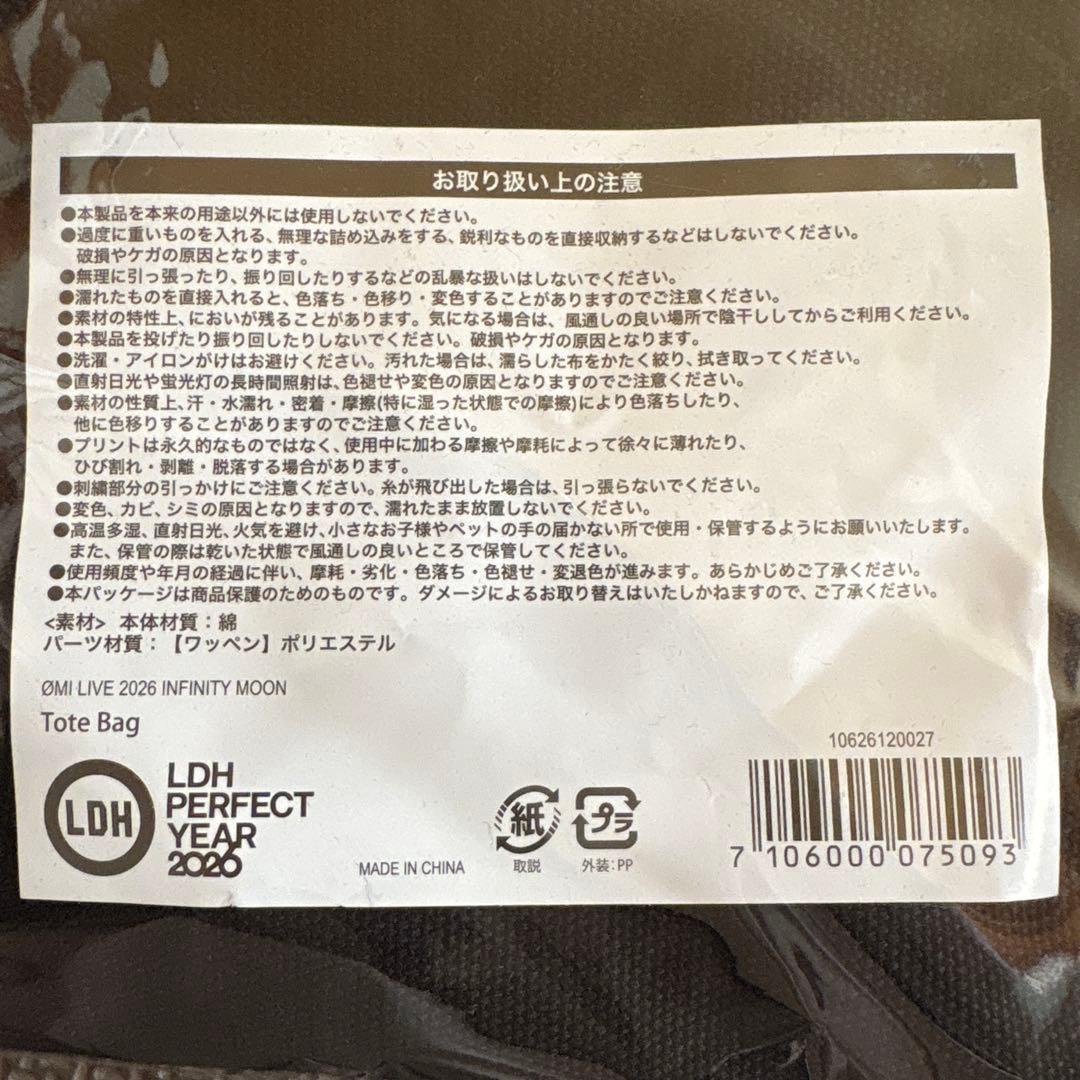 お取り扱い上の注意
●本製品を本来の用途以外には使用しないでください。
●過度に重いものを入れる、無理な詰め込みをする、鋭利なものを直接収納するなどはしないでください。
破損やケガの原因となります。
●無理に引っ張ったり、振り回したりするなどの乱暴な扱いはしないでください。
●濡れたものを直接入れると、色落ち・色移り・変色することがありますのでご注意ください。
●素材の特性上、においが残ることがあります。気になる場合は、風通しの良い場所で陰干ししてからご利用ください。
●本製品を投げたり振り回したりしないでください。破損やケガの原因となります。
●洗濯・アイロンがけはお避けください。汚れた場合は、濡らした布をかたく絞り、拭き取ってください。
●直射日光や蛍光灯の長時間照射は、色褪せや変色の原因となりますのでご注意ください。
●素材の性質上、汗・水濡れ・密着・摩擦(特に湿った状態での摩擦)により色落ちしたり、
他に色移りすることがありますのでご注意ください。
●プリントは永久的なものではなく、使用中に加わる摩擦や摩耗によって徐々に薄れたり、
ひび割れ・剥離・脱落する場合があります。
●刺繍部分の引っかけにご注意ください。糸が飛び出した場合は、引っ張らないでください。
●変色、カビ、シミの原因となりますので、濡れたまま放置しないでください。
●高温多湿、直射日光、火気を避け、小さなお子様やペットの手の届かない所で使用・保管するようにお願いいたします。
また、保管の際は乾いた状態で風通しの良いところで保管してください。
●使用頻度や年月の経過に伴い、摩耗・劣化・色落ち・色褪せ・変退色が進みます。あらかじめご了承ください。
●本パッケージは商品保護のためのものです。ダメージによるお取り替えはいたしかねますので、ご了承ください。
<素材> 本体材質：綿
パーツ材質：【ワッペン】ポリエステル
ØMI LIVE 2026 INFINITY MOON
Tote Bag
10626120027
LDH
LDH
PERFECT
YEAR
2026
MADE IN CHINA
紙
取説
プラ
外装：PP
7 106000 075093